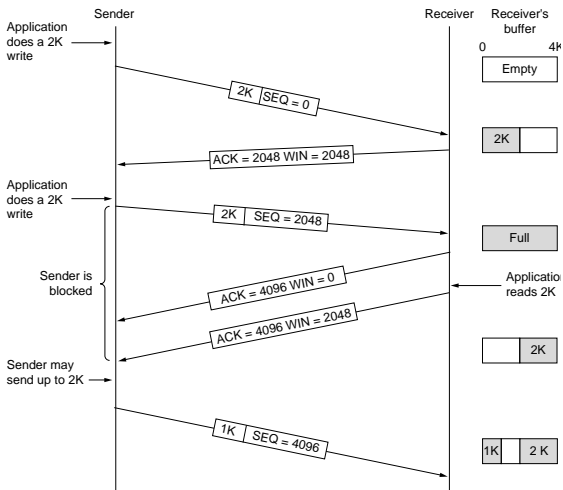 Sender
Receiver
Receiver's
buffer
Application
does a 2K
write
0 4K
Empty
2K SEQ = 0
2K
ACK = 2048 WIN = 2048
Application
does a 2K
write
2K SEQ = 2048
Full
Sender is
blocked
ACK = 4096 WIN = 0
Application
reads 2K
ACK = 4096 WIN = 2048
2K
Sender may
send up to 2K
1K SEQ = 4096
1K 2 K